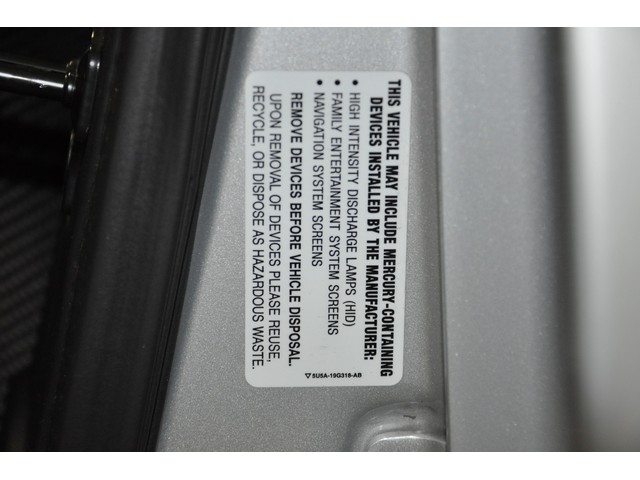 THIS VEHICLE MAY INCLUDE MERCURY-CONTAINING
DEVICES INSTALLED BY THE MANUFACTURER:
• HIGH INTENSITY DISCHARGE LAMPS (HID)
• FAMILY ENTERTAINMENT SYSTEM SCREENS
• NAVIGATION SYSTEM SCREENS
REMOVE DEVICES BEFORE VEHICLE DISPOSAL.
UPON REMOVAL OF DEVICES PLEASE REUSE,
RECYCLE, OR DISPOSE AS HAZARDOUS WASTE.
5U5A-19G318-AB